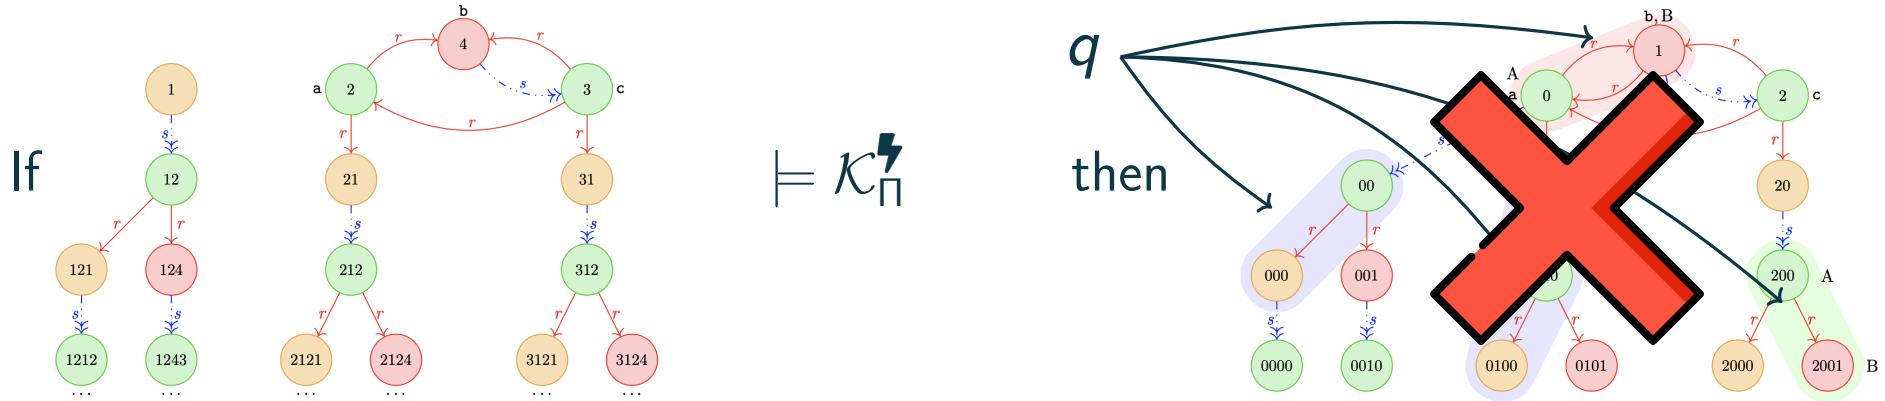 If
1
s
12
r
r
121
124
s
s
1212
1243
...
...
b
4
r
r
a
2
s
3
c
r
r
r
21
31
s
s
212
312
r
r
r
r
2121
2124
3121
3124
...
...
...
...
⊨ 𝒦
Π
q
then
b, B
1
r
r
A
a
0
r
s
2
c
s
r
00
20
r
r
s
000
001
200
A
s
s
r
r
r
r
0000
0010
0100
0101
2000
2001
B